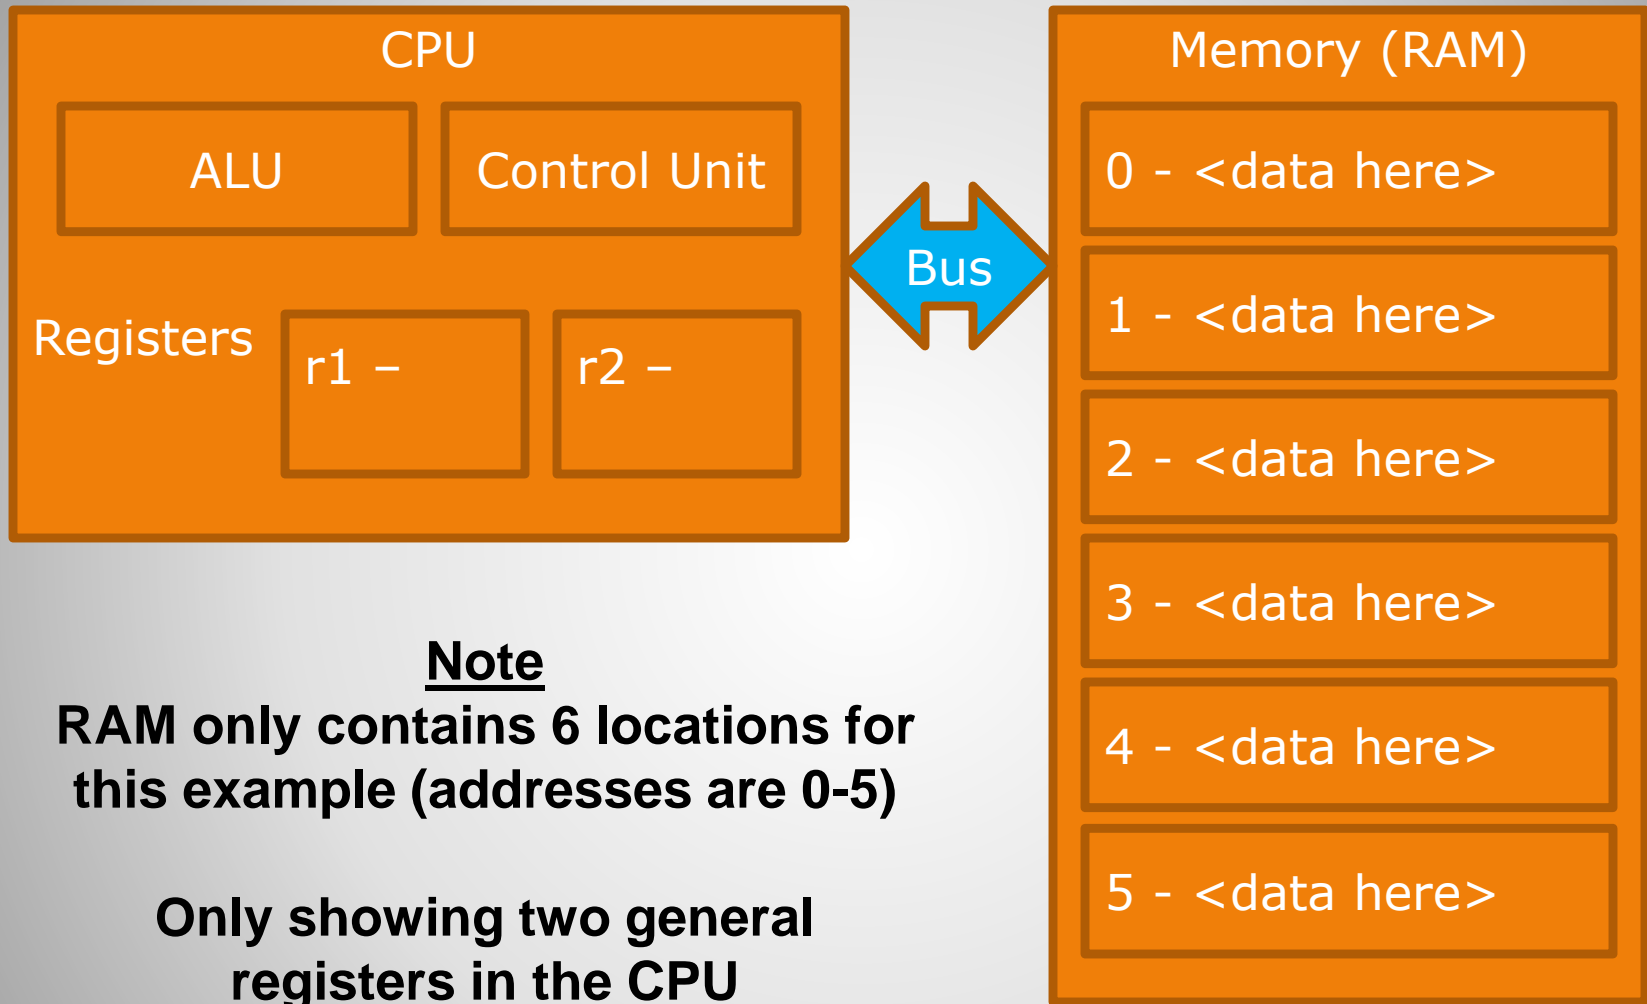 CPU
ALU
Control Unit
Registers
r1 –
r2 –
Bus
Memory (RAM)
0 - <data here>
1 - <data here>
2 - <data here>
3 - <data here>
4 - <data here>
5 - <data here>
Note
RAM only contains 6 locations for
this example (addresses are 0-5)
Only showing two general
registers in the CPU